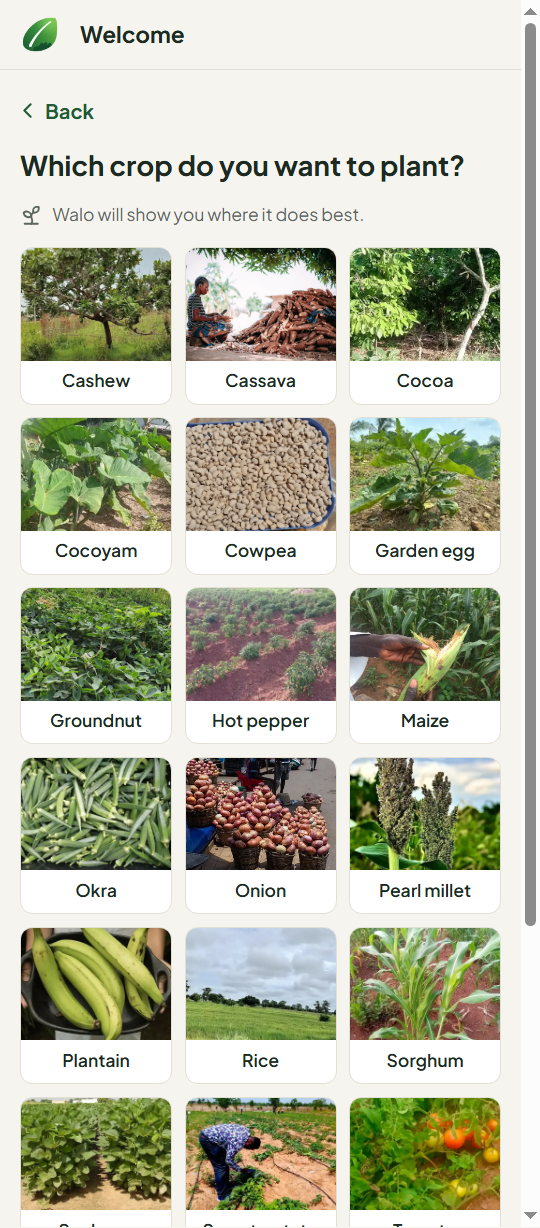 Welcome
Back
Which crop do you want to plant?
Walo will show you where it does best.
Cashew
Cassava
Cocoa
Cocoyam
Cowpea
Garden egg
Groundnut
Hot pepper
Maize
Okra
Onion
Pearl millet
Plantain
Rice
Sorghum